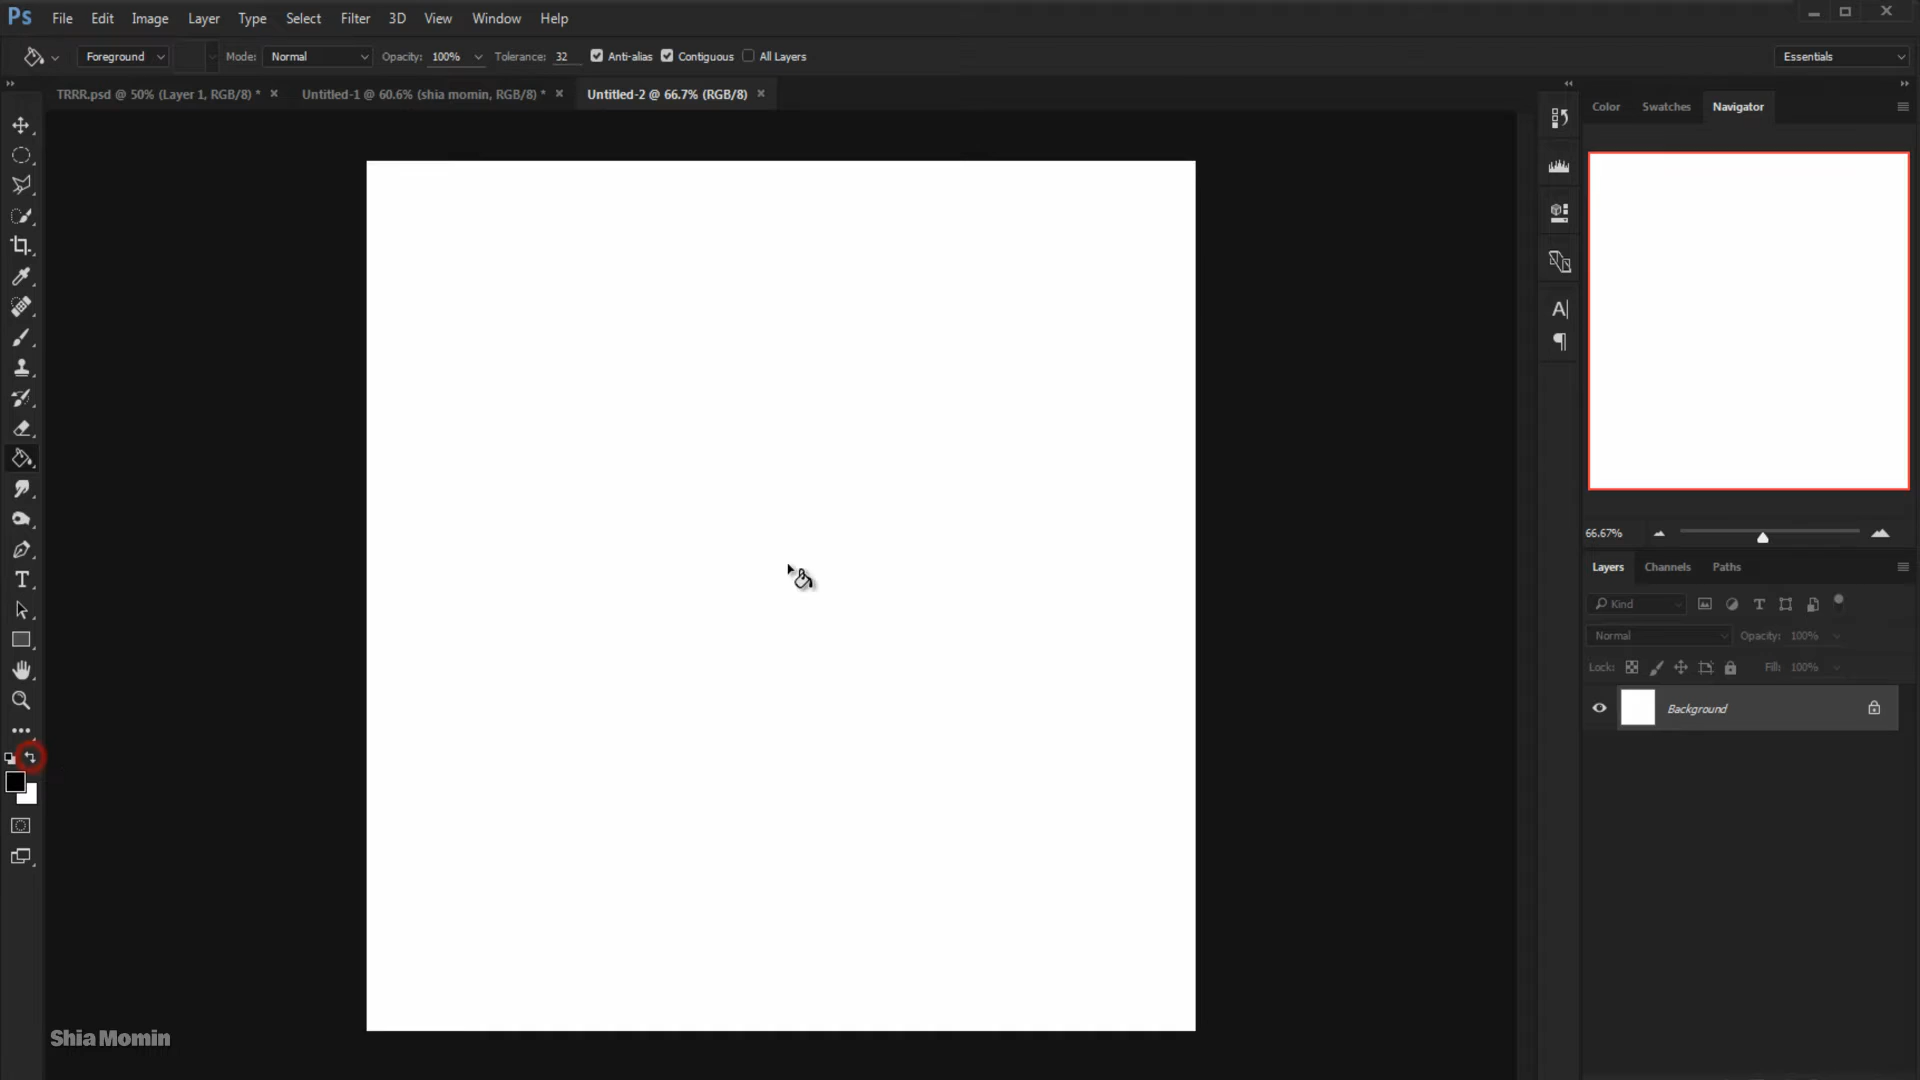 Ps File Edit Image Layer Type Select Filter 3D View Window Help
Foreground Mode: Normal Opacity: 100% Tolerance: 32 Anti-alias Contiguous All Layers Essentials
TRRR.psd @ 50% (Layer 1, RGB/8) * Untitled-1 @ 60.6% (shia momin, RGB/8) * Untitled-2 @ 66.7% (RGB/8)
Color Swatches Navigator
66.67%
Layers Channels Paths
Kind
Normal Opacity: 100%
Lock: Fill: 100%
Background
Shia Momin